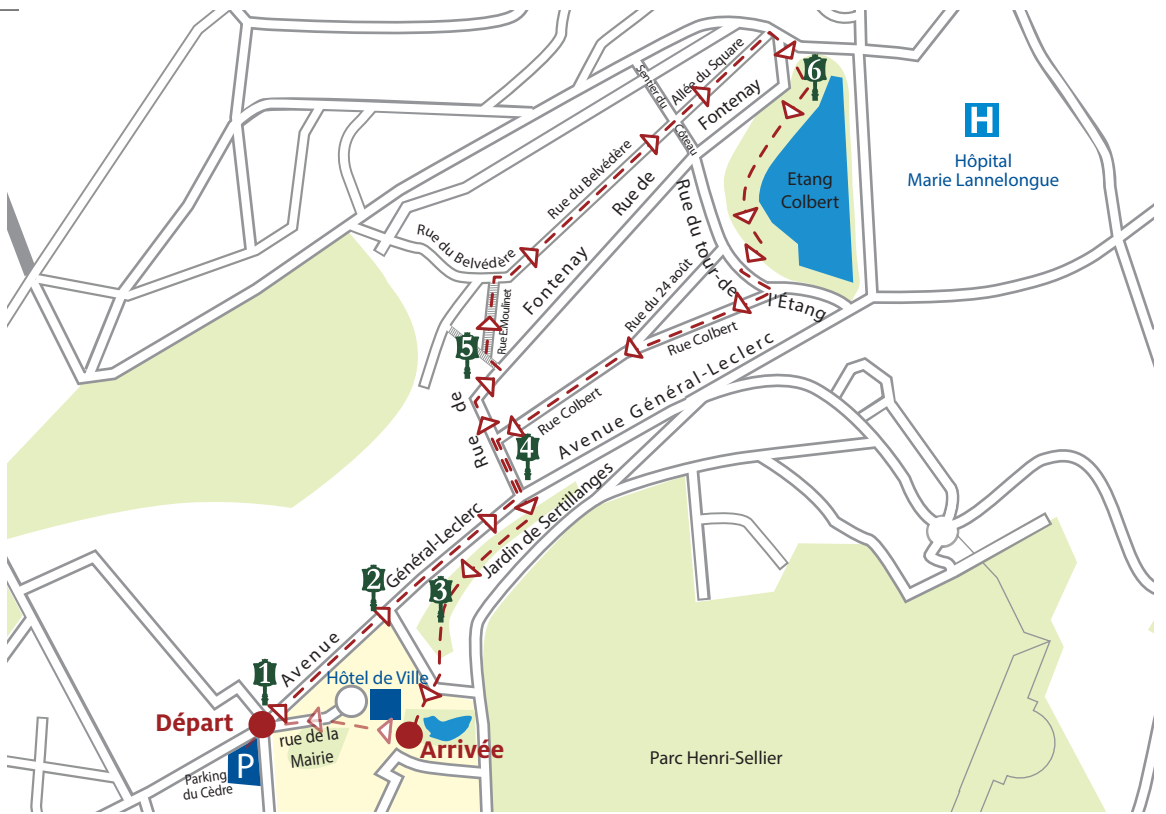 Allée du Square
Sentier du
Côteau
Fontenay
6
H
Hôpital
Marie Lannelongue
Etang
Colbert
Rue du Belvédère
Rue de
Rue du Belvédère
Fontenay
Rue du tour-de
l'Étang
Rue du 24 août
Rue E.Moulinet
5
Rue Colbert
Rue Colbert
Rue de
Avenue Général-Leclerc
4
Jardin de Sertillanges
Général-Leclerc
2
3
Avenue
1
Hôtel de Ville
Départ
rue de la
Mairie
Arrivée
P
Parking
du Cèdre
Parc Henri-Sellier